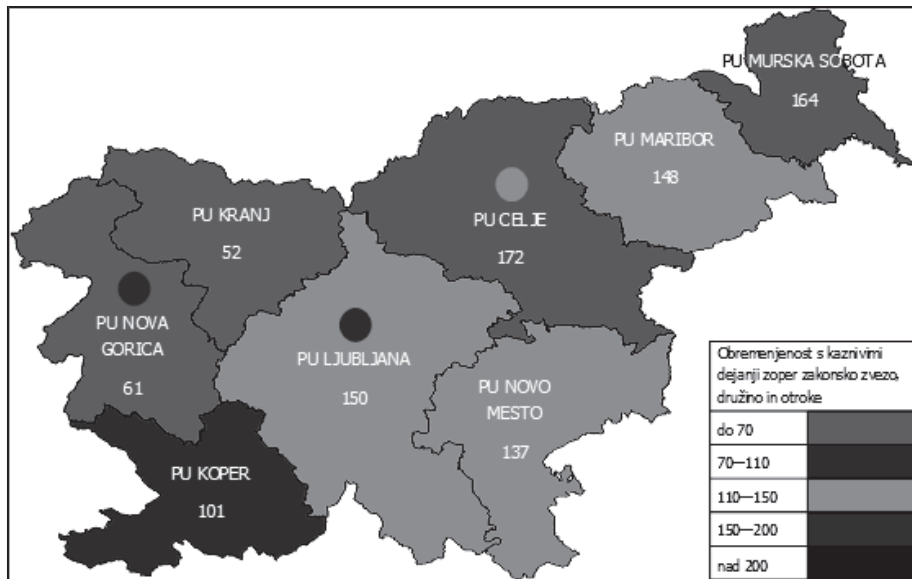 PU MURSKA SOBOTA
164
PU MARIBOR
148
PU KRANJ
52
PU CELJE
172
PU NOVA
GORICA
61
PU LJUBLJANA
150
PU NOVO
MESTO
137
PU KOPER
101
Obremenjenost s kaznivimi
dejanji zoper zakonsko zvezo,
družino in otroke
do 70
70—110
110—150
150—200
nad 200